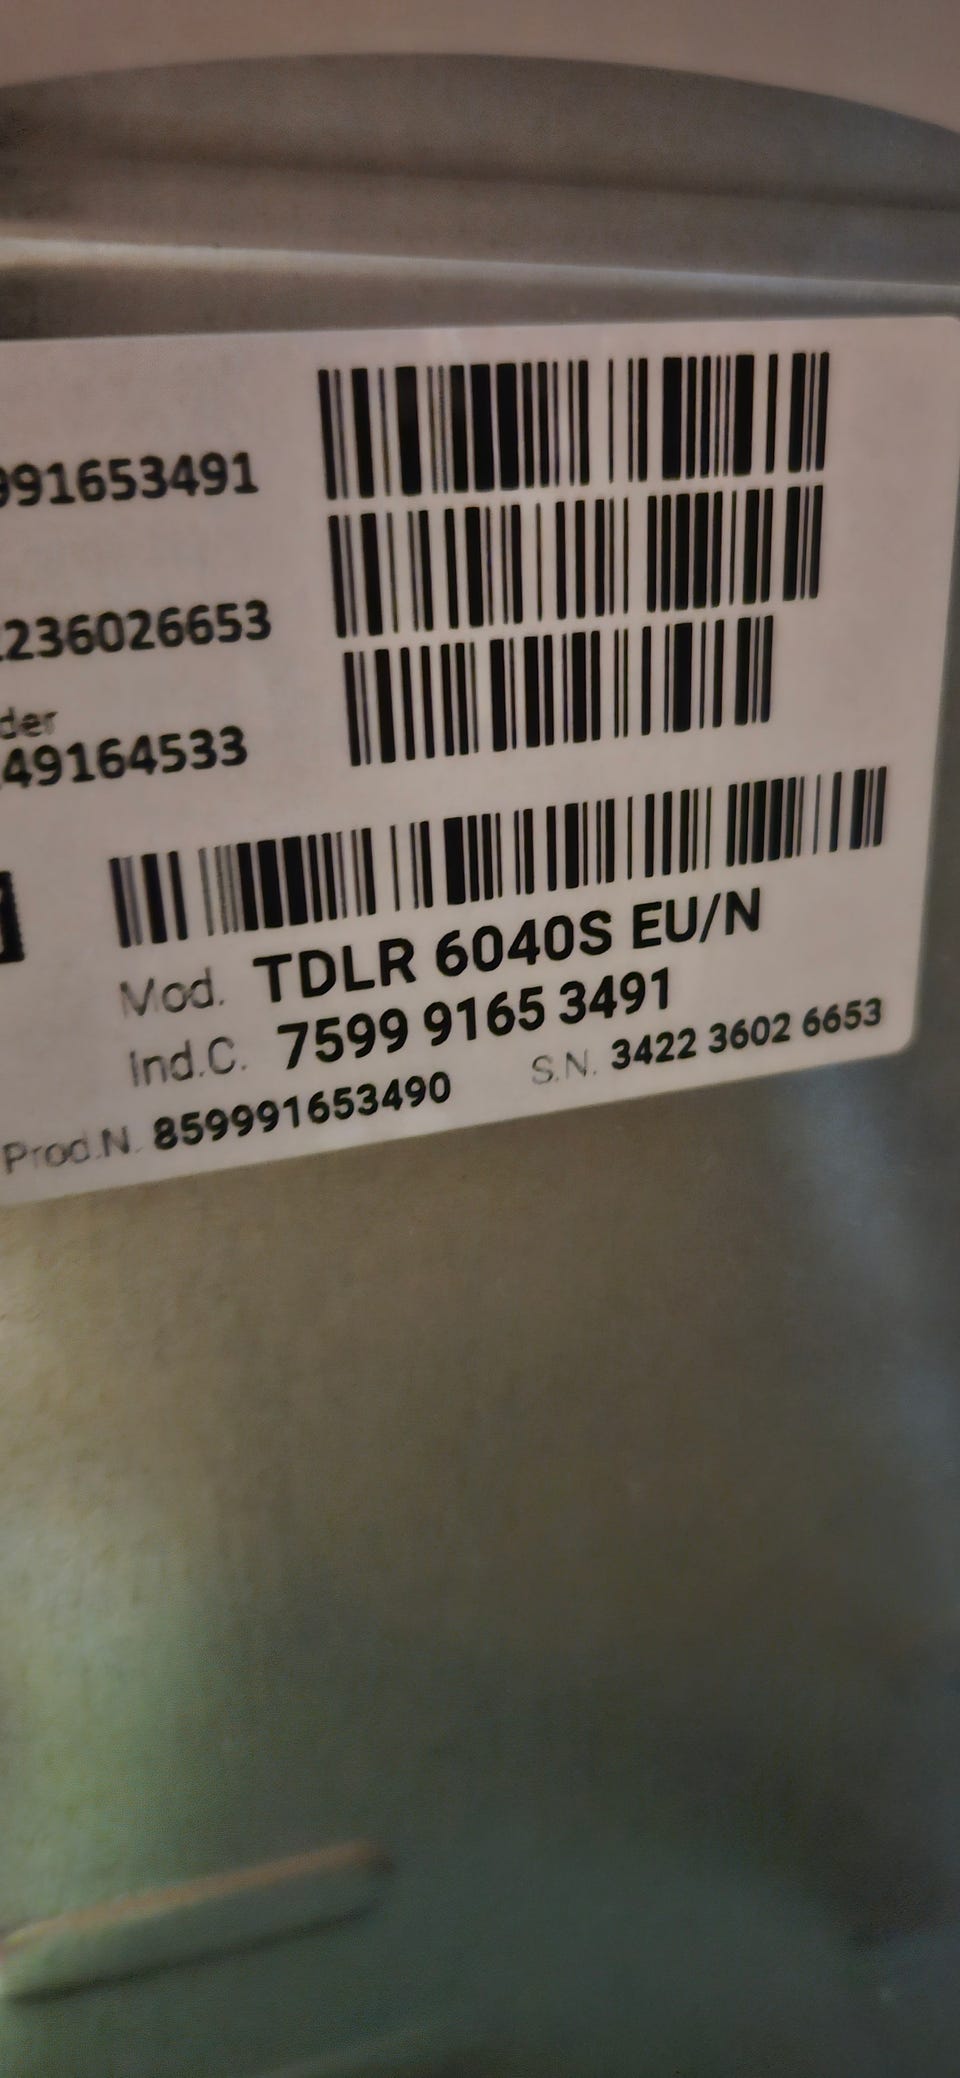 991653491
236026653
der
49164533
Mod. TDLR 6040S EU/N
Ind.C. 7599 9165 3491
Prod.N. 859991653490 S.N. 3422 3602 6653